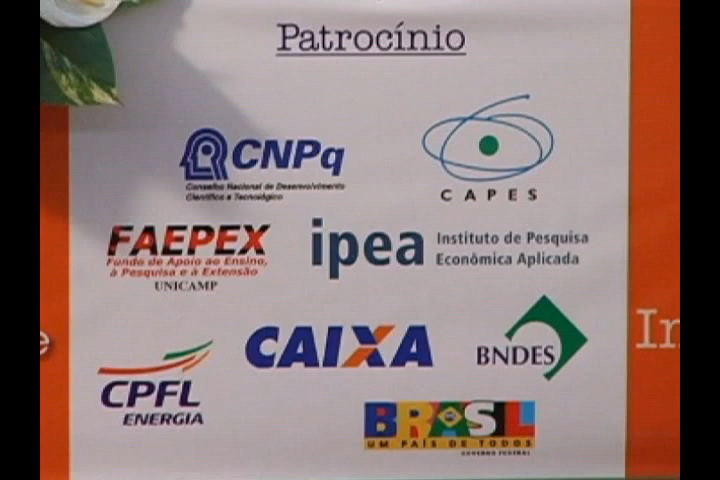 Patrocínio
CNPq
Conselho Nacional de Desenvolvimento
Científico e Tecnológico
CAPES
FAEPEX
Fundo de Apoio ao Ensino,
à Pesquisa e à Extensão
UNICAMP
ipea
Instituto de Pesquisa
Econômica Aplicada
CPFL
ENERGIA
CAIXA
BNDES
BRASIL
UM PAÍS DE TODOS
GOVERNO FEDERAL
e
In